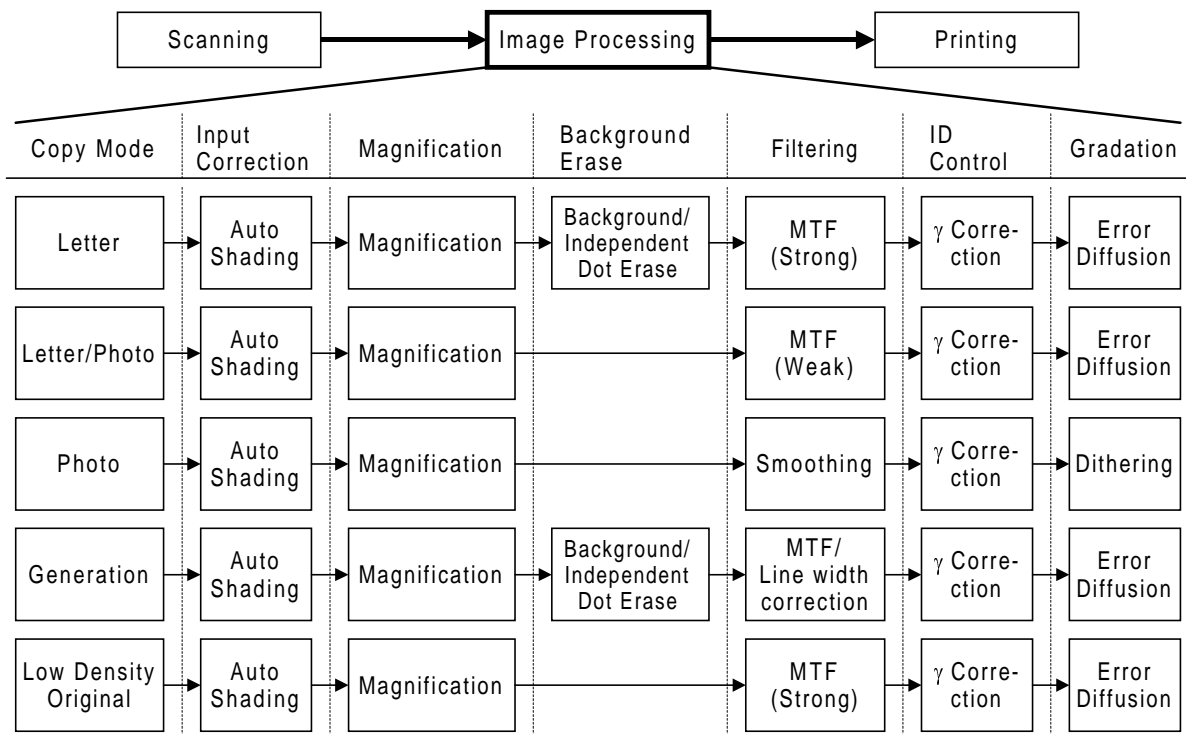 Scanning
Image Processing
Printing
Copy Mode
Input
Correction
Magnification
Background
Erase
Filtering
ID
Control
Gradation
Letter
Auto
Shading
Magnification
Background/
Independent
Dot Erase
MTF
(Strong)
γ Corre-
ction
Error
Diffusion
Letter/Photo
Auto
Shading
Magnification
MTF
(Weak)
γ Corre-
ction
Error
Diffusion
Photo
Auto
Shading
Magnification
Smoothing
γ Corre-
ction
Dithering
Generation
Auto
Shading
Magnification
Background/
Independent
Dot Erase
MTF/
Line width
correction
γ Corre-
ction
Error
Diffusion
Low Density
Original
Auto
Shading
Magnification
MTF
(Strong)
γ Corre-
ction
Error
Diffusion